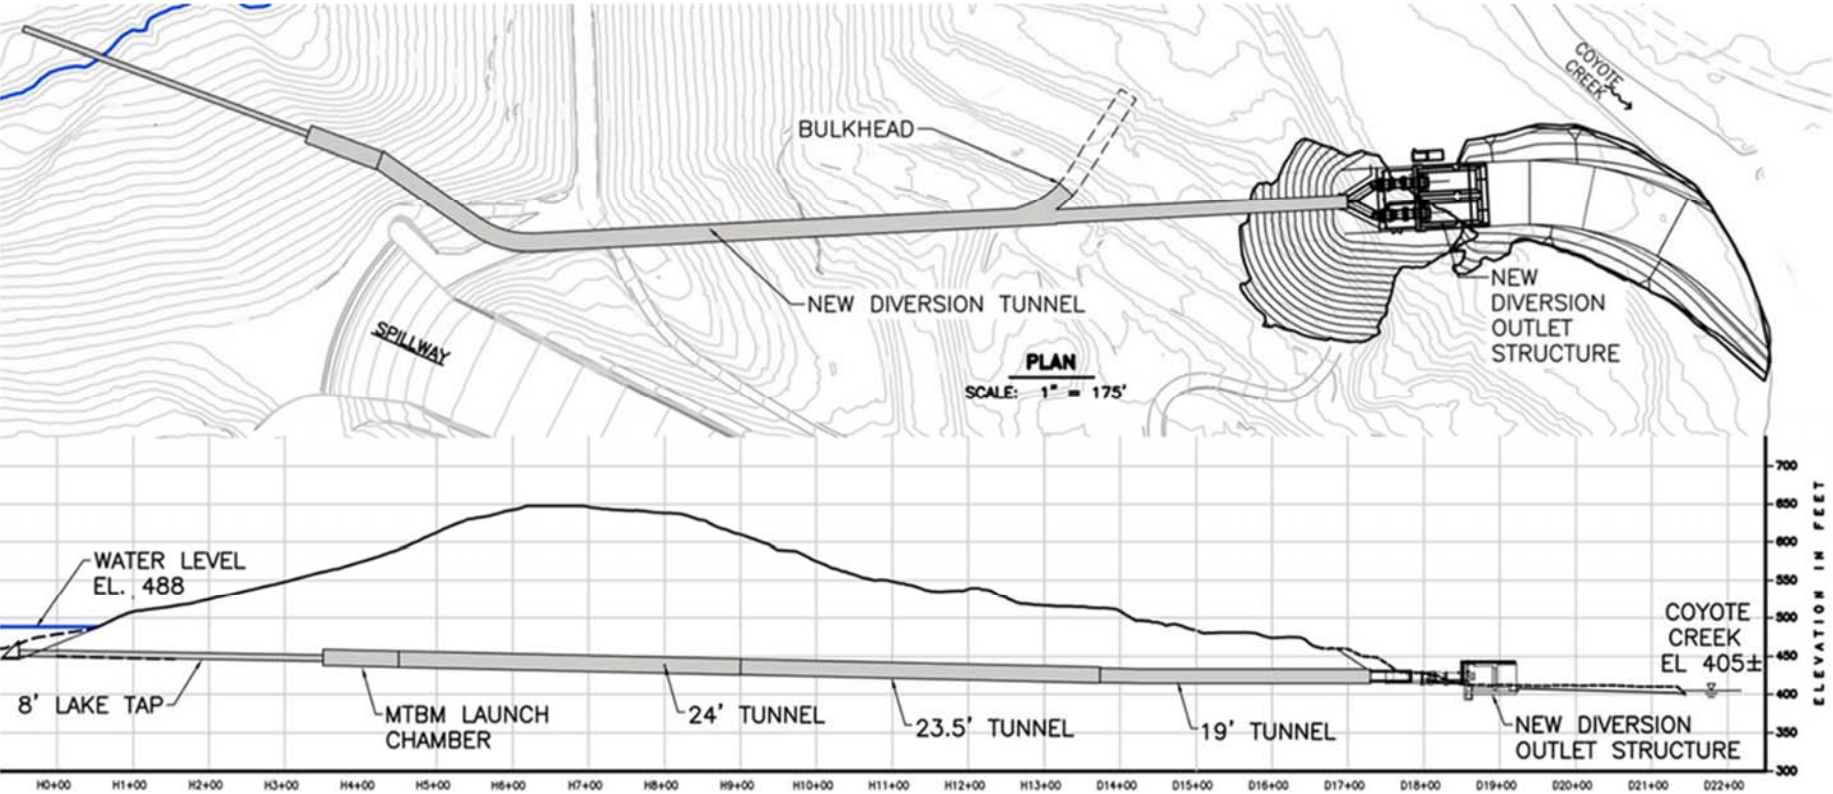 COYOTE
CREEK
BULKHEAD
NEW DIVERSION TUNNEL
NEW
DIVERSION
OUTLET
STRUCTURE
SPILLWAY
PLAN
SCALE: 1" = 175'
WATER LEVEL
EL. 488
8' LAKE TAP
MTBM LAUNCH
CHAMBER
24' TUNNEL
23.5' TUNNEL
19' TUNNEL
COYOTE
CREEK
EL 405±
NEW DIVERSION
OUTLET STRUCTURE
700
650
600
550
500
450
400
350
300
ELEVATION IN FEET
H0+00 H1+00 H2+00 H3+00 H4+00 H5+00 H6+00 H7+00 H8+00 H9+00 H10+00 H11+00 H12+00 H13+00 D14+00 D15+00 D16+00 D17+00 D18+00 D19+00 D20+00 D21+00 D22+00